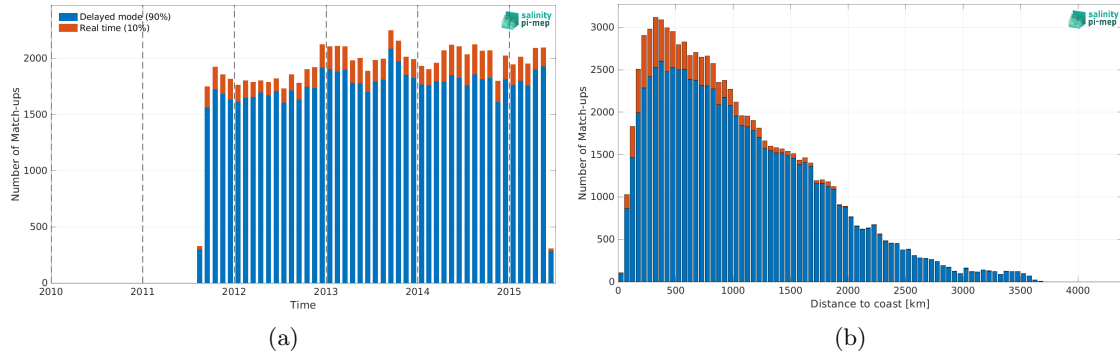 Delayed mode (90%)
Real time (10%)
salinity
pi-mep
Number of Match-ups
2000
1500
1000
500
0
2010
2011
2012
2013
2014
2015
Time
(a)
salinity
pi-mep
Number of Match-ups
3000
2500
2000
1500
1000
500
0
0
500
1000
1500
2000
2500
3000
3500
4000
Distance to coast [km]
(b)